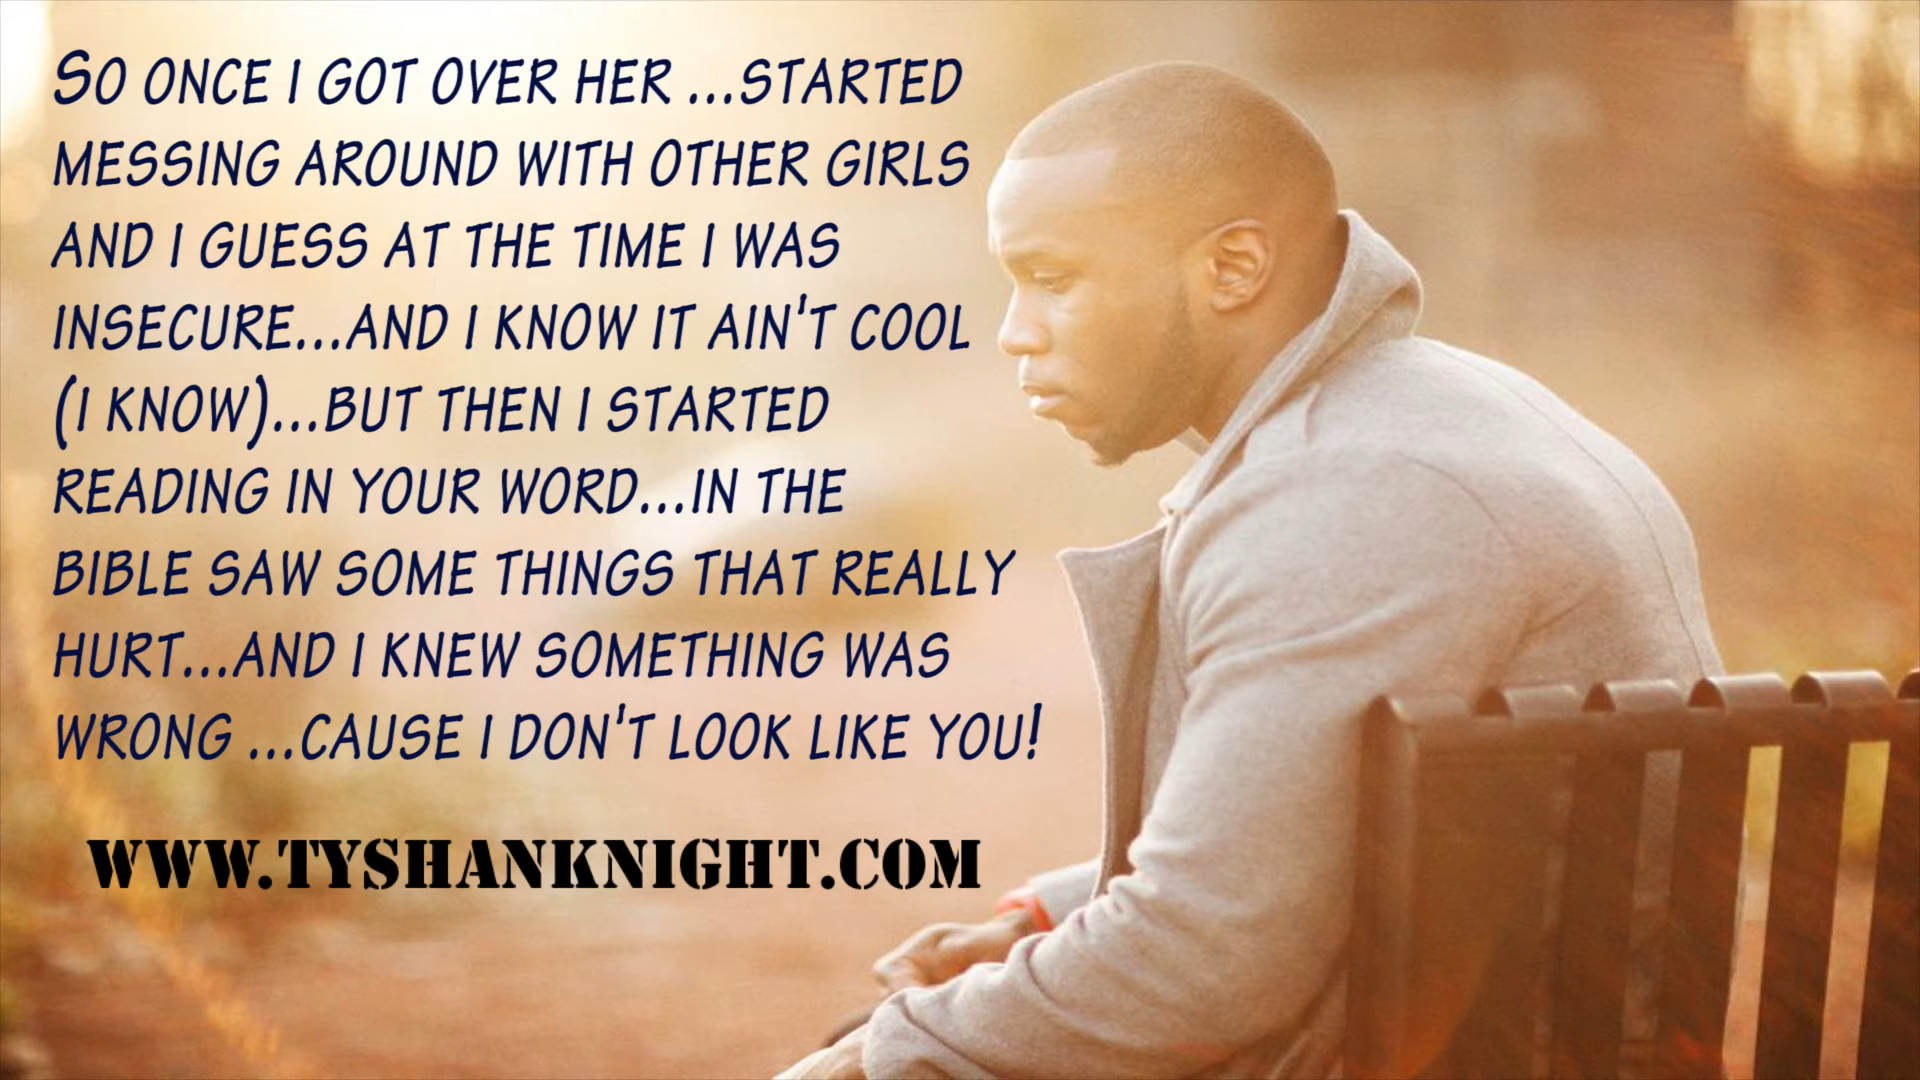 SO ONCE I GOT OVER HER ...STARTED
MESSING AROUND WITH OTHER GIRLS
AND I GUESS AT THE TIME I WAS
INSECURE...AND I KNOW IT AIN'T COOL
(I KNOW)...BUT THEN I STARTED
READING IN YOUR WORD...IN THE
BIBLE SAW SOME THINGS THAT REALLY
HURT...AND I KNEW SOMETHING WAS
WRONG ...CAUSE I DON'T LOOK LIKE YOU!
WWW.TYSHANKNIGHT.COM